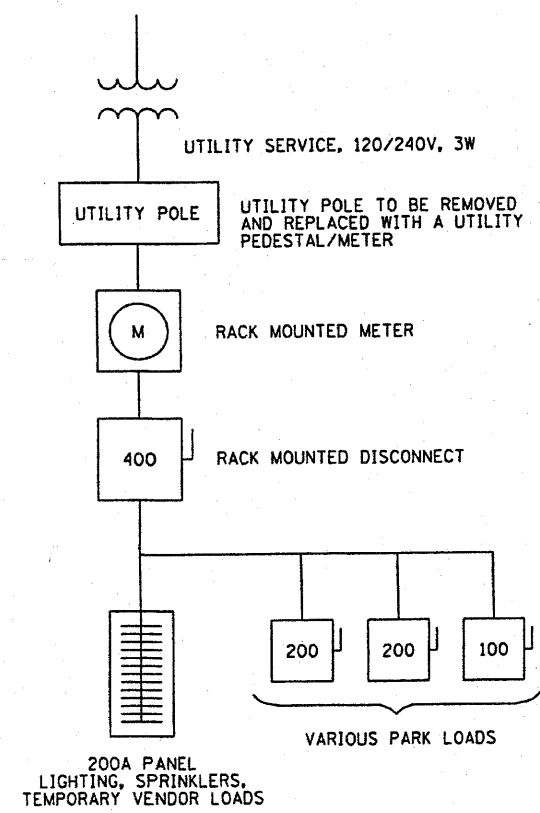 UTILITY SERVICE, 120/240V, 3W
UTILITY POLE
UTILITY POLE TO BE REMOVED
AND REPLACED WITH A UTILITY
PEDESTAL/METER
M
RACK MOUNTED METER
400
RACK MOUNTED DISCONNECT
200
200
100
VARIOUS PARK LOADS
200A PANEL
LIGHTING, SPRINKLERS,
TEMPORARY VENDOR LOADS